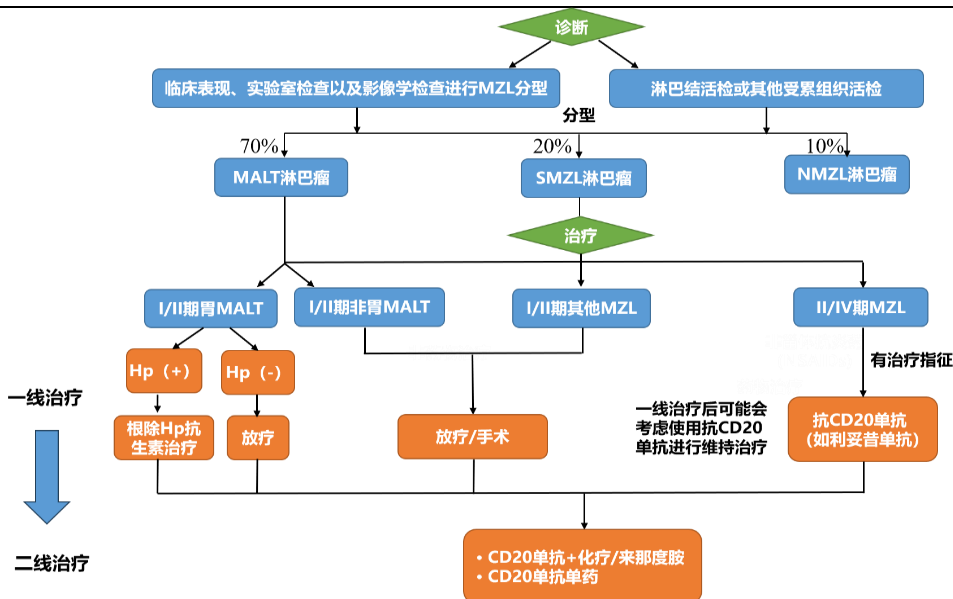 诊断
临床表现、实验室检查以及影像学检查进行MZL分型
淋巴结活检或其他受累组织活检
分型
70%
20%
10%
MALT淋巴瘤
SMZL淋巴瘤
NMZL淋巴瘤
治疗
I/II期胃MALT
I/II期非胃MALT
I/II期其他MZL
II/IV期MZL
有治疗指征
Hp（+）
Hp（-）
一线治疗
根除Hp抗
生素治疗
放疗
放疗/手术
一线治疗后可能会
考虑使用抗CD20
单抗进行维持治疗
抗CD20单抗
（如利妥昔单抗）
二线治疗
• CD20单抗+化疗/来那度胺
• CD20单抗单药